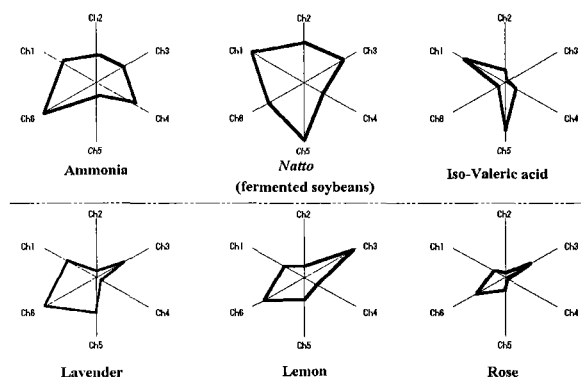 Ch2
Ch1 Ch3
Ch6 Ch4
Ch5
Ammonia
Ch2
Ch1 Ch3
Ch6 Ch4
Ch5
Natto
(fermented soybeans)
Ch2
Ch1 Ch3
Ch6 Ch4
Ch5
Iso-Valeric acid
Ch2
Ch1 Ch3
Ch6 Ch4
Ch5
Lavender
Ch2
Ch1 Ch3
Ch6 Ch4
Ch5
Lemon
Ch2
Ch1 Ch3
Ch6 Ch4
Ch5
Rose